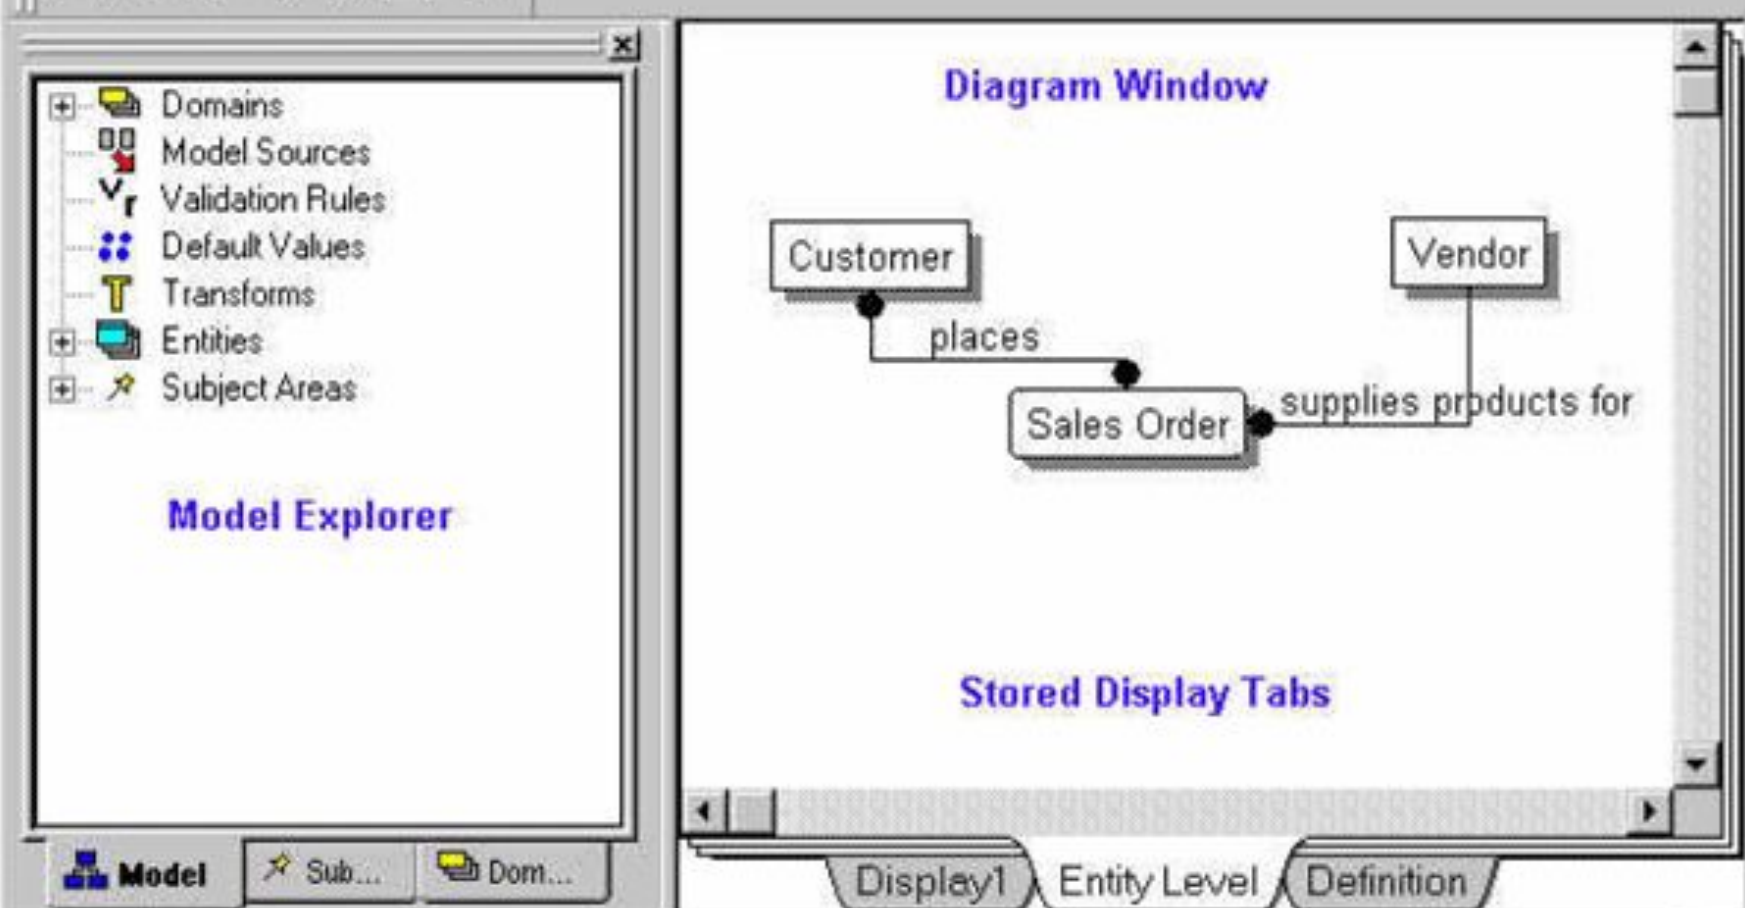 Domains
Model Sources
Validation Rules
Default Values
Transforms
Entities
Subject Areas
Model Explorer
Model
Sub...
Dom...
Diagram Window
Customer
Vendor
places
supplies products for
Sales Order
Stored Display Tabs
Display1
Entity Level
Definition